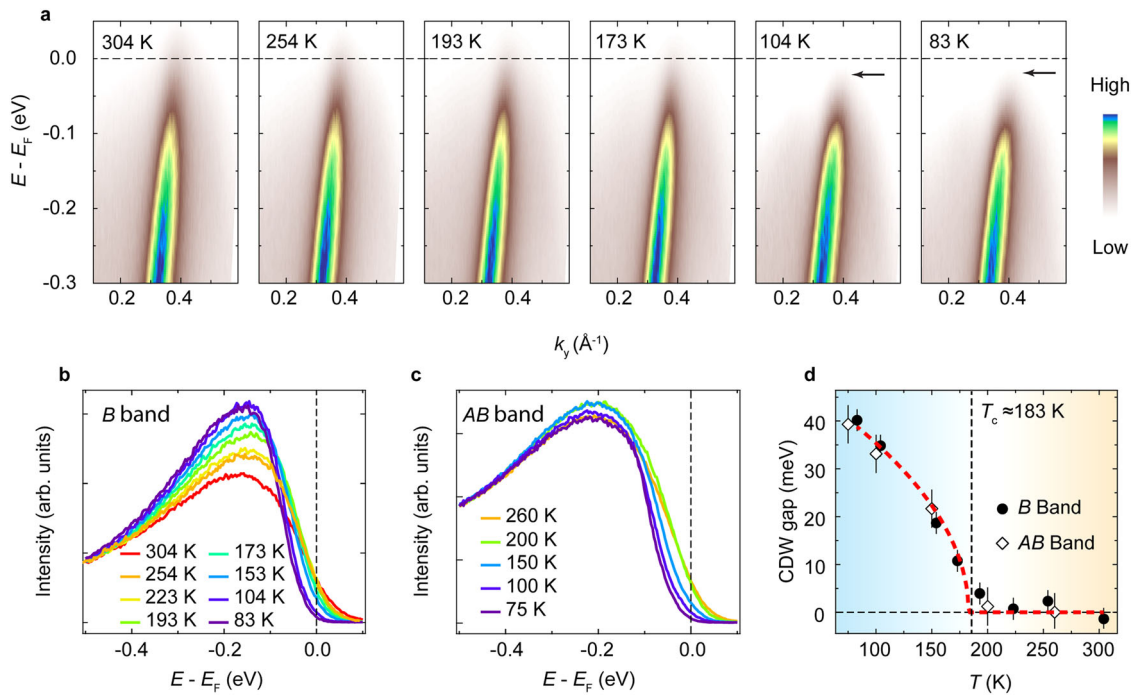 a
304 K
254 K
193 K
173 K
104 K
83 K
High
Low
E - E_F (eV)
0.0
-0.1
-0.2
-0.3
0.2 0.4
0.2 0.4
0.2 0.4
0.2 0.4
0.2 0.4
0.2 0.4
k_y (Å⁻¹)
b
B band
Intensity (arb. units)
304 K
254 K
223 K
193 K
173 K
153 K
104 K
83 K
-0.4 -0.2 0.0
E - E_F (eV)
c
AB band
Intensity (arb. units)
260 K
200 K
150 K
100 K
75 K
-0.4 -0.2 0.0
E - E_F (eV)
d
T_c ≈183 K
CDW gap (meV)
40
30
20
10
0
B Band
AB Band
100 150 200 250 300
T (K)